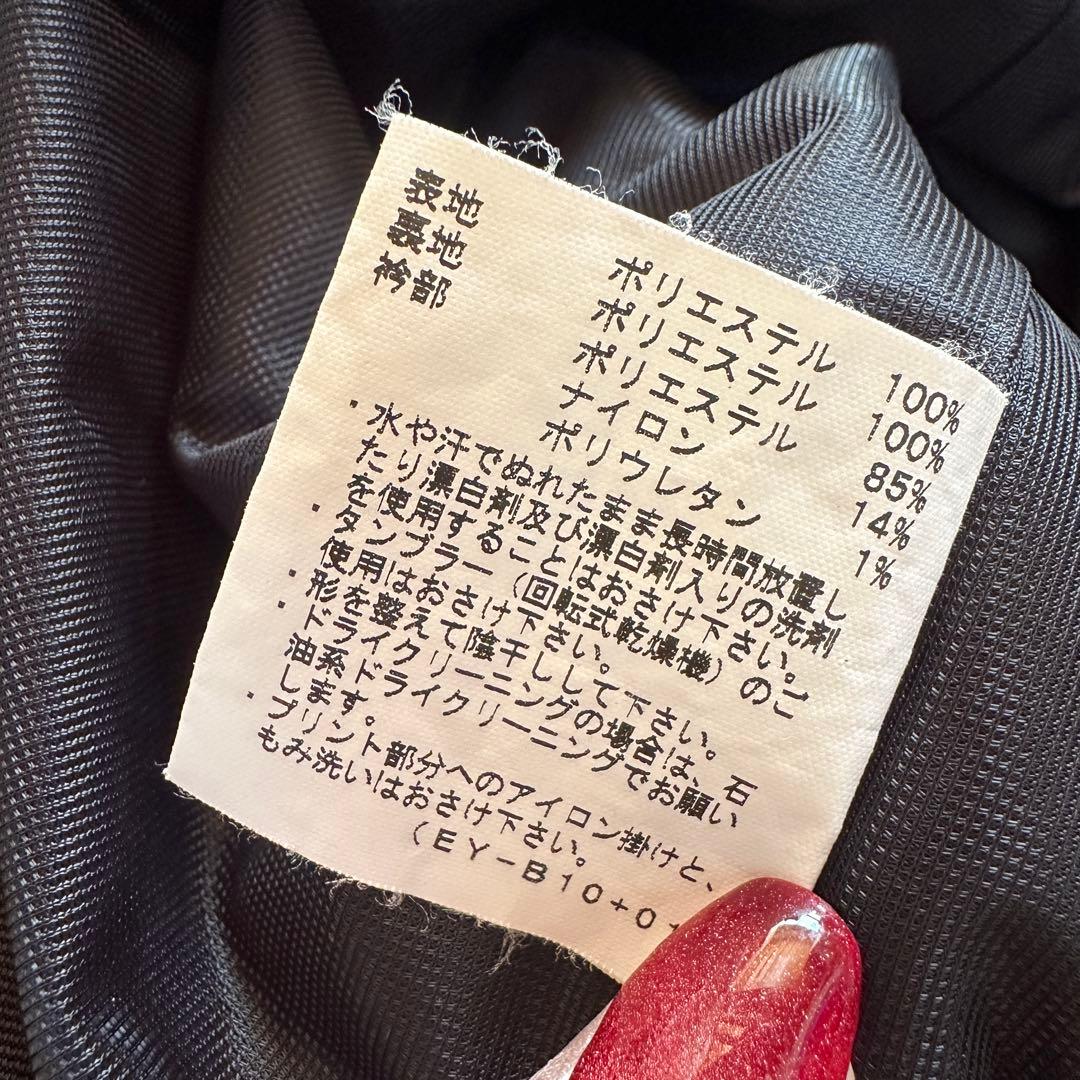 表地 ポリエステル 100%
裏地 ポリエステル 100%
衿部 ポリエステル 85%
ナイロン 14%
ポリウレタン 1%
・水や汗でぬれたまま長時間放置し
たり漂白剤及び漂白剤入りの洗剤
を使用することはおさけ下さい。
・タンブラー(回転式乾燥機)のご
使用はおさけ下さい。
・形を整えて陰干しして下さい。
・ドライクリーニングの場合は、石
油系ドライクリーニングでお願い
します。
・プリント部分へのアイロン掛けと、
もみ洗いはおさけ下さい。
(EY-B10+0